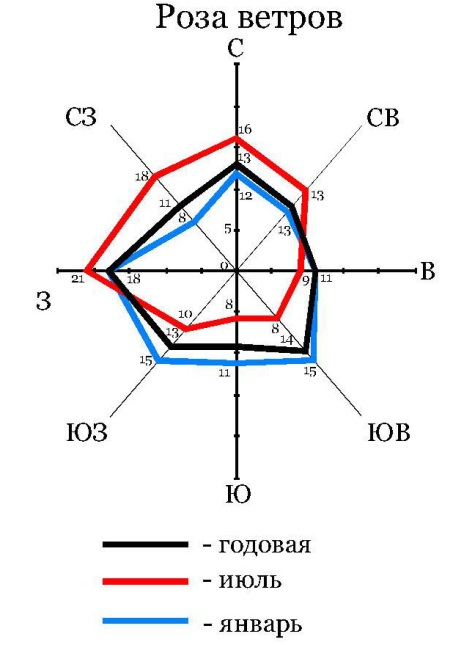 Роза ветров
С
СЗ
СВ
16
18
13
13
11
12
8
13
5
0
З
21
18
9
11
В
10
8
8
13
14
15
11
15
ЮЗ
ЮВ
Ю
- годовая
- июль
- январь